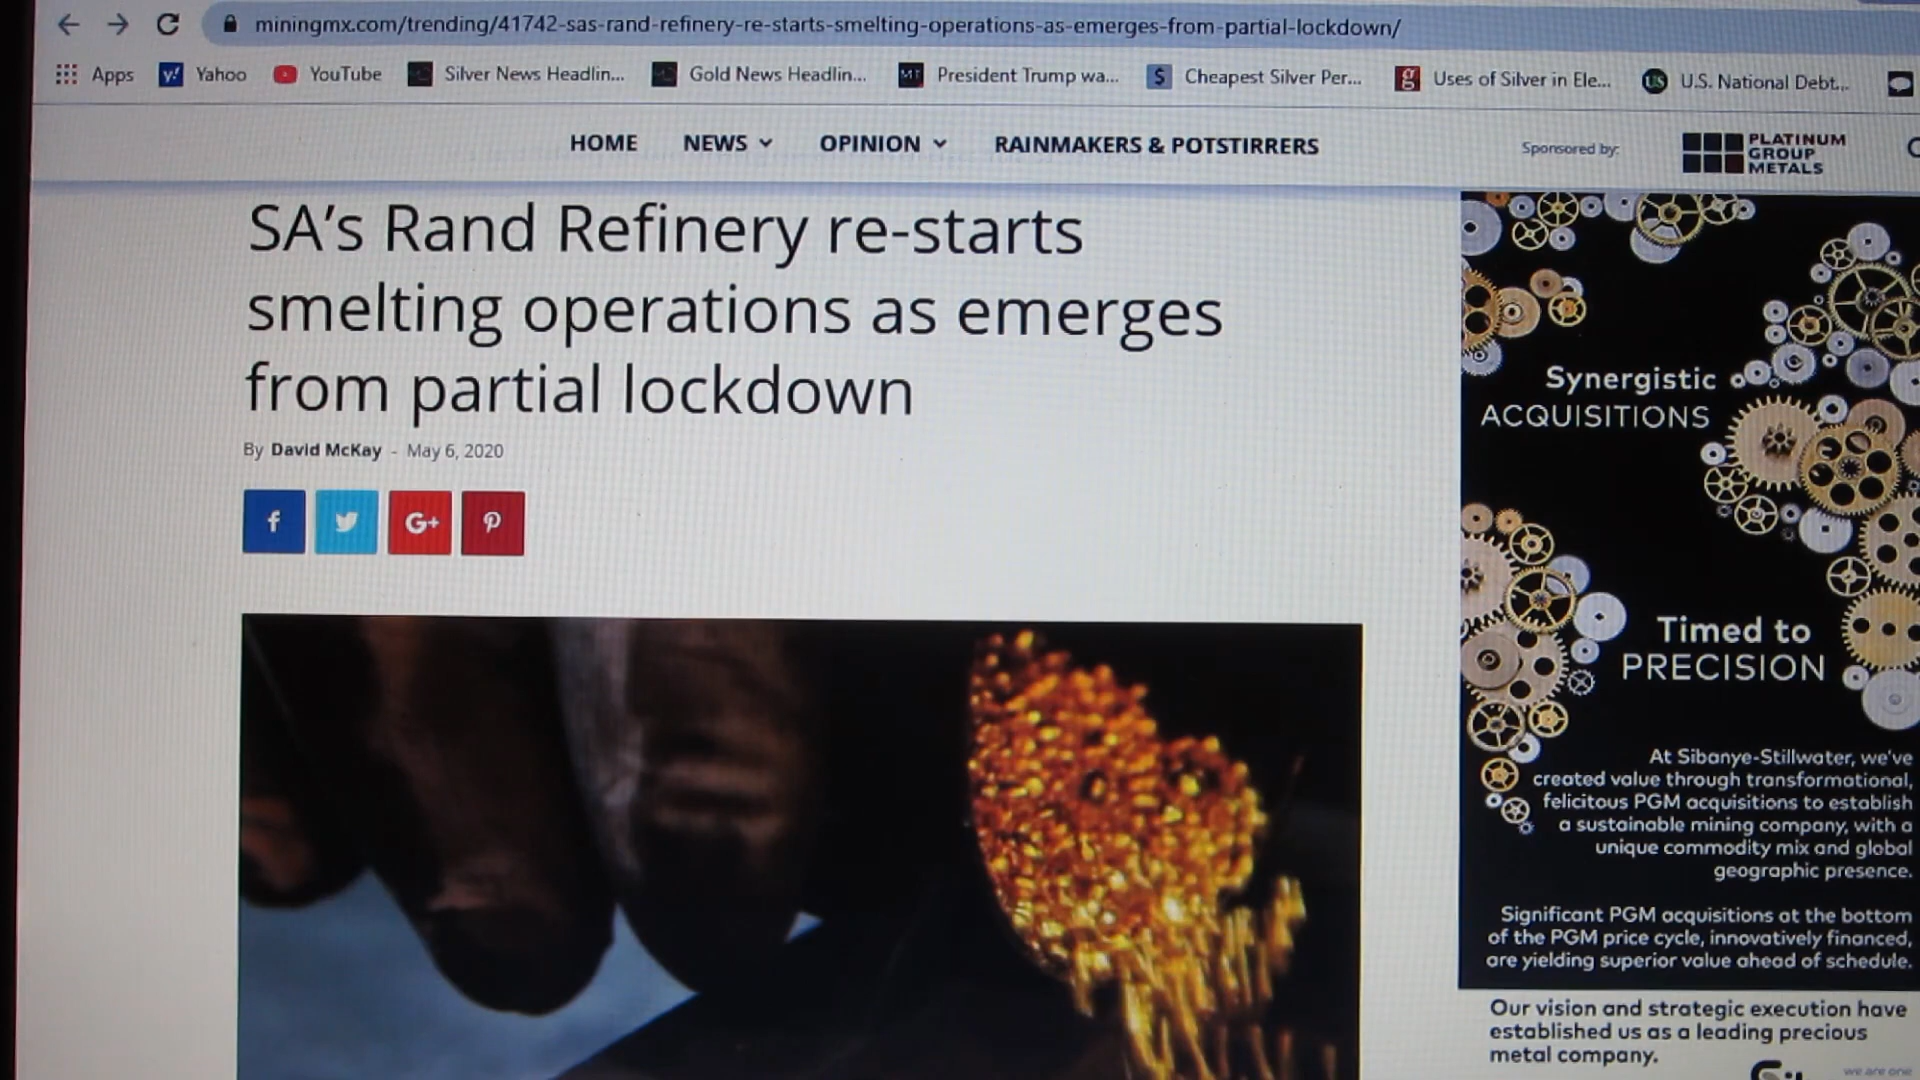 miningmx.com/trending/41742-sas-rand-refinery-re-starts-smelting-operations-as-emerges-from-partial-lockdown/
Apps
y!
Yahoo
YouTube
Silver News Headlin...
Gold News Headlin...
MT
President Trump wa...
$
Cheapest Silver Per...
g
Uses of Silver in Ele...
US
U.S. National Debt...
HOME
NEWS
OPINION
RAINMAKERS & POTSTIRRERS
Sponsored by:
PLATINUM
GROUP
METALS
SA’s Rand Refinery re-starts
smelting operations as emerges
from partial lockdown
By David McKay - May 6, 2020
f
G+
Synergistic
ACQUISITIONS
Timed to
PRECISION
At Sibanye-Stillwater, we've
created value through transformational,
felicitous PGM acquisitions to establish
a sustainable mining company, with a
unique commodity mix and global
geographic presence.
Significant PGM acquisitions at the bottom
of the PGM price cycle, innovatively financed,
are yielding superior value ahead of schedule.
Our vision and strategic execution have
established us as a leading precious
metal company.
we are one